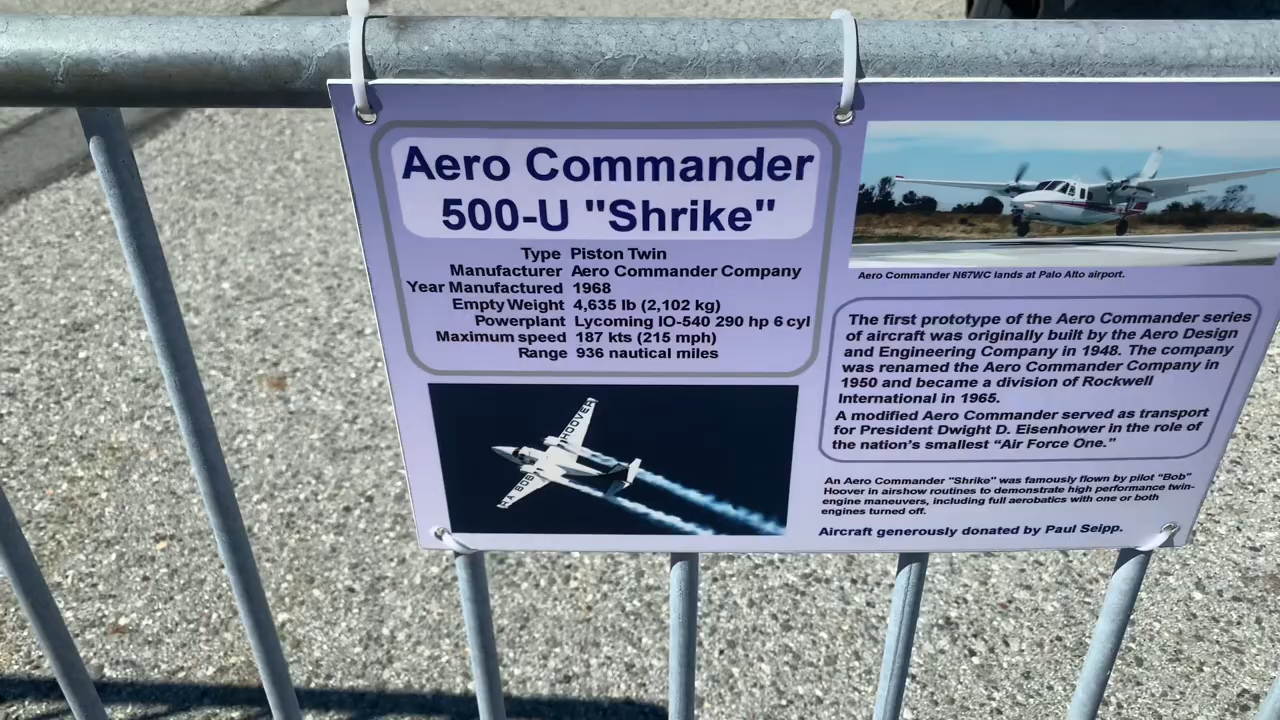 Aero Commander
500-U "Shrike"
Type Piston Twin
Manufacturer Aero Commander Company
Year Manufactured 1968
Empty Weight 4,635 lb (2,102 kg)
Powerplant Lycoming IO-540 290 hp 6 cyl
Maximum speed 187 kts (215 mph)
Range 936 nautical miles
HOOVER
BOB
Aero Commander N67WC lands at Palo Alto airport.
The first prototype of the Aero Commander series
of aircraft was originally built by the Aero Design
and Engineering Company in 1948. The company
was renamed the Aero Commander Company in
1950 and became a division of Rockwell
International in 1965.
A modified Aero Commander served as transport
for President Dwight D. Eisenhower in the role of
the nation's smallest “Air Force One.”
An Aero Commander "Shrike" was famously flown by pilot “Bob”
Hoover in airshow routines to demonstrate high performance twin-
engine maneuvers, including full aerobatics with one or both
engines turned off.
Aircraft generously donated by Paul Seipp.